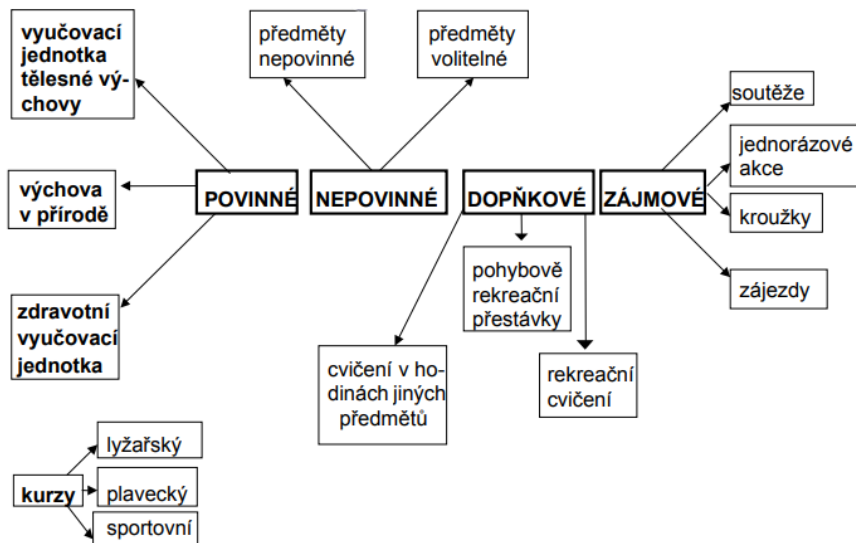 vyučovací
jednotka
tělesné vý-
chovy
předměty
nepovinné
předměty
volitelné
soutěže
jednorázové
akce
výchova
v přírodě
POVINNÉ
NEPOVINNÉ
DOPŇKOVÉ
ZÁJMOVÉ
kroužky
pohybově
rekreační
přestávky
zájezdy
zdravotní
vyučovací
jednotka
cvičení v ho-
dinách jiných
předmětů
rekreační
cvičení
lyžařský
kurzy
plavecký
sportovní